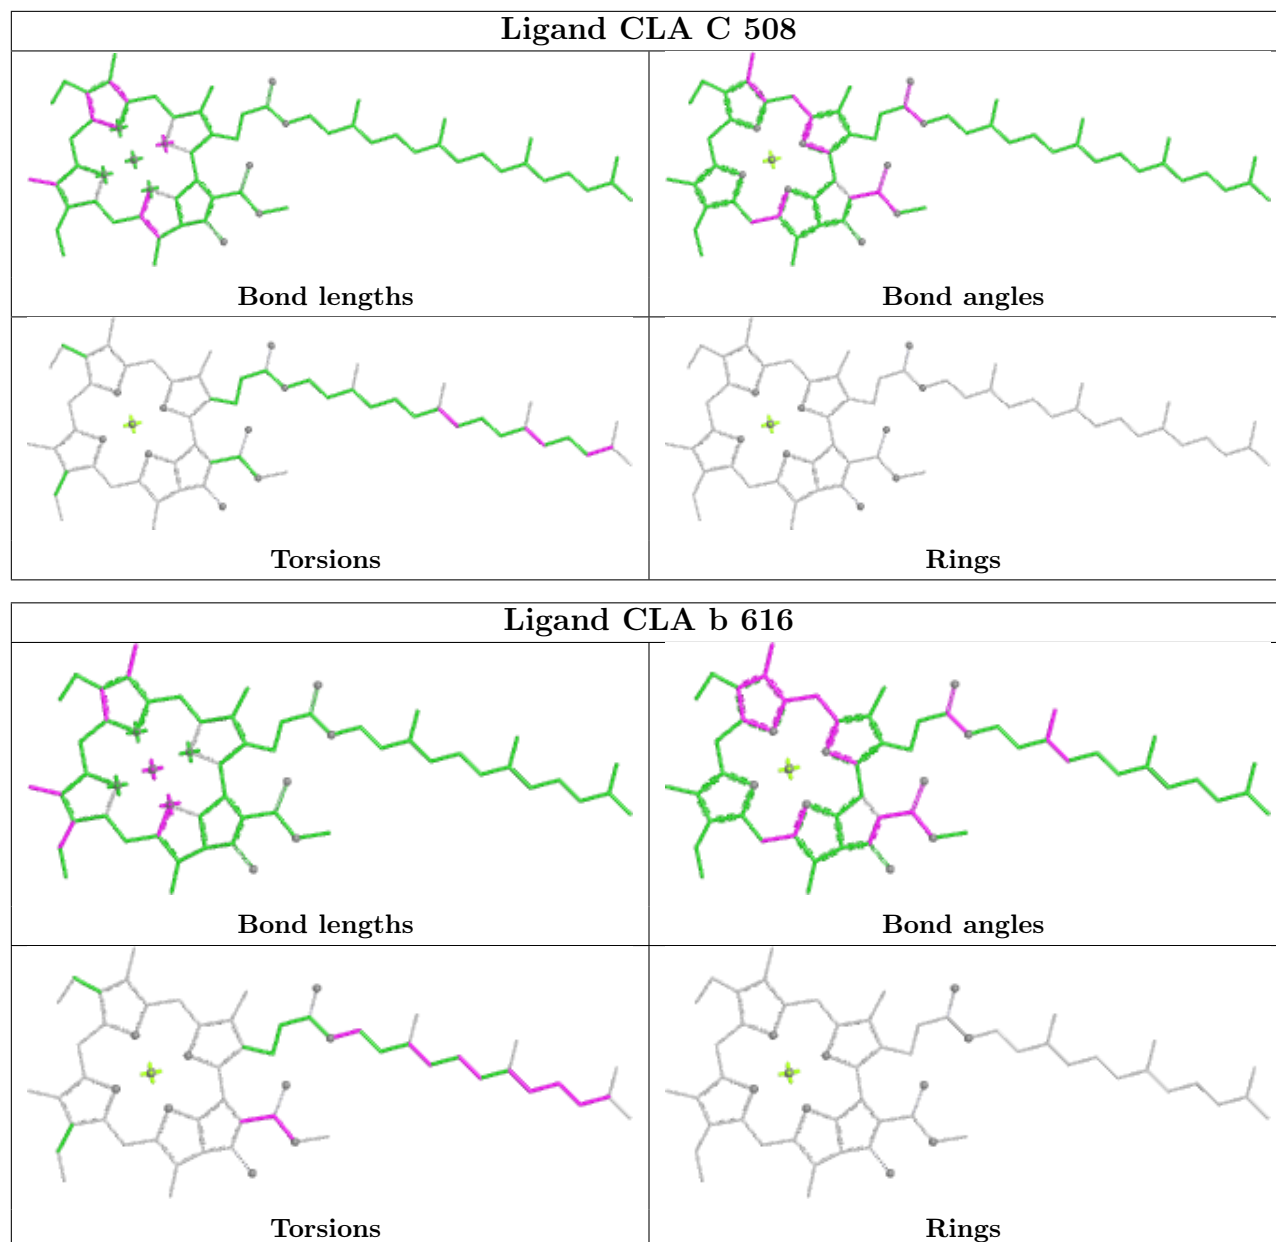 Ligand CLA C 508
Bond lengths
Bond angles
Torsions
Rings
Ligand CLA b 616
Bond lengths
Bond angles
Torsions
Rings